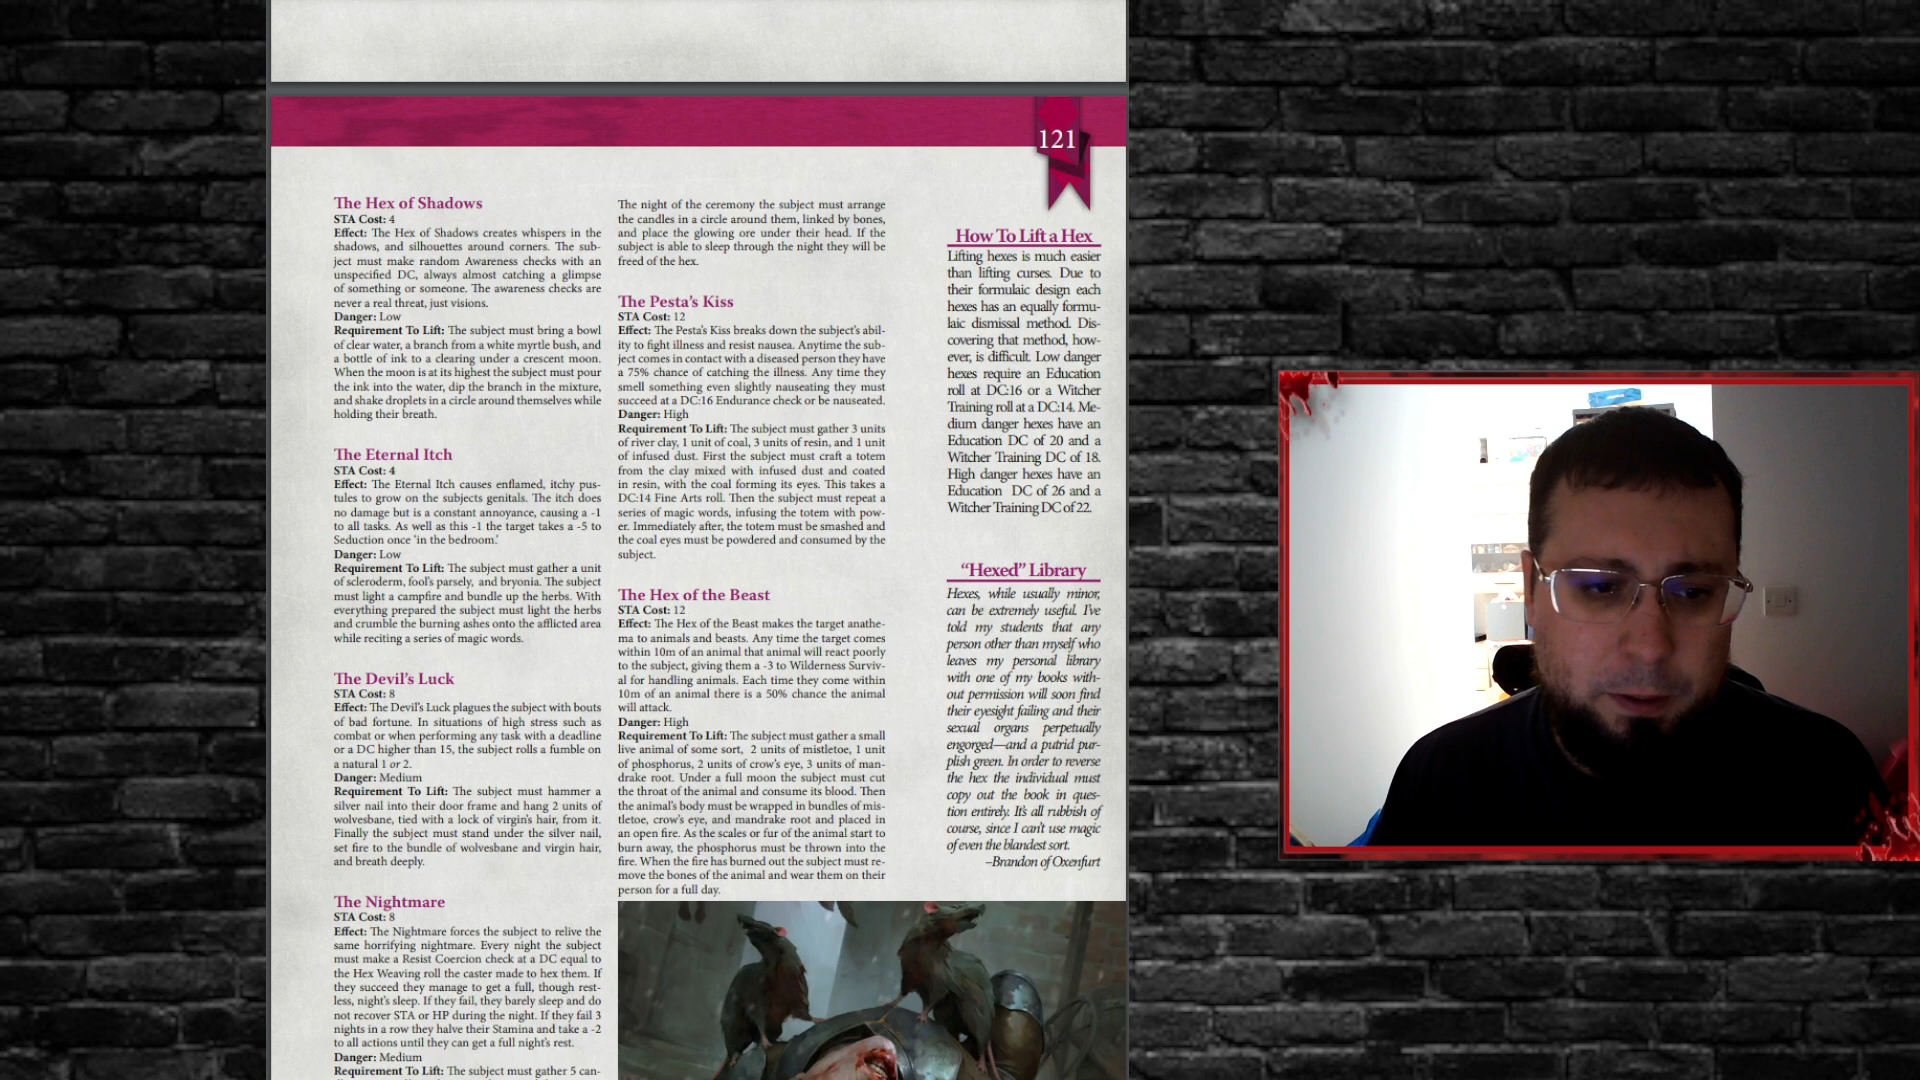 121
The Hex of Shadows
STA Cost: 4
Effect: The Hex of Shadows creates whispers in the
shadows, and silhouettes around corners. The sub-
ject must make random Awareness checks with an
unspecified DC, always almost catching a glimpse
of something or someone. The awareness checks are
never a real threat, just visions.
Danger: Low
Requirement To Lift: The subject must bring a bowl
of clear water, a branch from a white myrtle bush, and
a bottle of ink to a clearing under a crescent moon.
When the moon is at its highest the subject must pour
the ink into the water, dip the branch in the mixture,
and shake droplets in a circle around themselves while
holding their breath.
The Eternal Itch
STA Cost: 4
Effect: The Eternal Itch causes enflamed, itchy pus-
tules to grow on the subjects genitals. The itch does
no damage but is a constant annoyance, causing a -1
to all tasks. As well as this -1 the target takes a -5 to
Seduction once 'in the bedroom.'
Danger: Low
Requirement To Lift: The subject must gather a unit
of scleroderm, fool's parsely, and bryonia. The subject
must light a campfire and bundle up the herbs. With
everything prepared the subject must light the herbs
and crumble the burning ashes onto the afflicted area
while reciting a series of magic words.
The Devil's Luck
STA Cost: 8
Effect: The Devil's Luck plagues the subject with bouts
of bad fortune. In situations of high stress such as
combat or when performing any task with a deadline
or a DC higher than 15, the subject rolls a fumble on
a natural 1 or 2.
Danger: Medium
Requirement To Lift: The subject must hammer a
silver nail into their door frame and hang 2 units of
wolvesbane, tied with a lock of virgin's hair, from it.
Finally the subject must stand under the silver nail,
set fire to the bundle of wolvesbane and virgin hair,
and breath deeply.
The Nightmare
STA Cost: 8
Effect: The Nightmare forces the subject to relive the
same horrifying nightmare. Every night the subject
must make a Resist Coercion check at a DC equal to
the Hex Weaving roll the caster made to hex them. If
they succeed they manage to get a full, though rest-
less, night's sleep. If they fail, they barely sleep and do
not recover STA or HP during the night. If they fail 3
nights in a row they halve their Stamina and take a -2
to all actions until they can get a full night's rest.
Danger: Medium
Requirement To Lift: The subject must gather 5 can-
The night of the ceremony the subject must arrange
the candles in a circle around them, linked by bones,
and place the glowing ore under their head. If the
subject is able to sleep through the night they will be
freed of the hex.
The Pesta's Kiss
STA Cost: 12
Effect: The Pesta's Kiss breaks down the subject's abil-
ity to fight illness and resist nausea. Anytime the sub-
ject comes in contact with a diseased person they have
a 75% chance of catching the illness. Any time they
smell something even slightly nauseating they must
succeed at a DC:16 Endurance check or be nauseated.
Danger: High
Requirement To Lift: The subject must gather 3 units
of river clay, 1 unit of coal, 3 units of resin, and 1 unit
of infused dust. First the subject must craft a totem
from the clay mixed with infused dust and coated
in resin, with the coal forming its eyes. This takes a
DC:14 Fine Arts roll. Then the subject must repeat a
series of magic words, infusing the totem with pow-
er. Immediately after, the totem must be smashed and
the coal eyes must be powdered and consumed by the
subject.
The Hex of the Beast
STA Cost: 12
Effect: The Hex of the Beast makes the target anathe-
ma to animals and beasts. Any time the target comes
within 10m of an animal that animal will react poorly
to the subject, giving them a -3 to Wilderness Surviv-
al for handling animals. Each time they come within
10m of an animal there is a 50% chance the animal
will attack.
Danger: High
Requirement To Lift: The subject must gather a small
live animal of some sort, 2 units of mistletoe, 1 unit
of phosphorus, 2 units of crow's eye, 3 units of man-
drake root. Under a full moon the subject must cut
the throat of the animal and consume its blood. Then
the animal's body must be wrapped in bundles of mis-
tletoe, crow's eye, and mandrake root and placed in
an open fire. As the scales or fur of the animal start to
burn away, the phosphorus must be thrown into the
fire. When the fire has burned out the subject must re-
move the bones of the animal and wear them on their
person for a full day.
How To Lift a Hex
Lifting hexes is much easier
than lifting curses. Due to
their formulaic design each
hexes has an equally formu-
laic dismissal method. Dis-
covering that method, how-
ever, is difficult. Low danger
hexes require an Education
roll at DC:16 or a Witcher
Training roll at a DC:14. Me-
dium danger hexes have an
Education DC of 20 and a
Witcher Training DC of 18.
High danger hexes have an
Education DC of 26 and a
Witcher Training DC of 22.
"Hexed" Library
Hexes, while usually minor,
can be extremely useful. I've
told my students that any
person other than myself who
leaves my personal library
with one of my books with-
out permission will soon find
their eyesight failing and their
sexual organs perpetually
engorged—and a putrid pur-
plish green. In order to reverse
the hex the individual must
copy out the book in ques-
tion entirely. It's all rubbish of
course, since I can't use magic
of even the blandest sort.
–Brandon of Oxenfurt